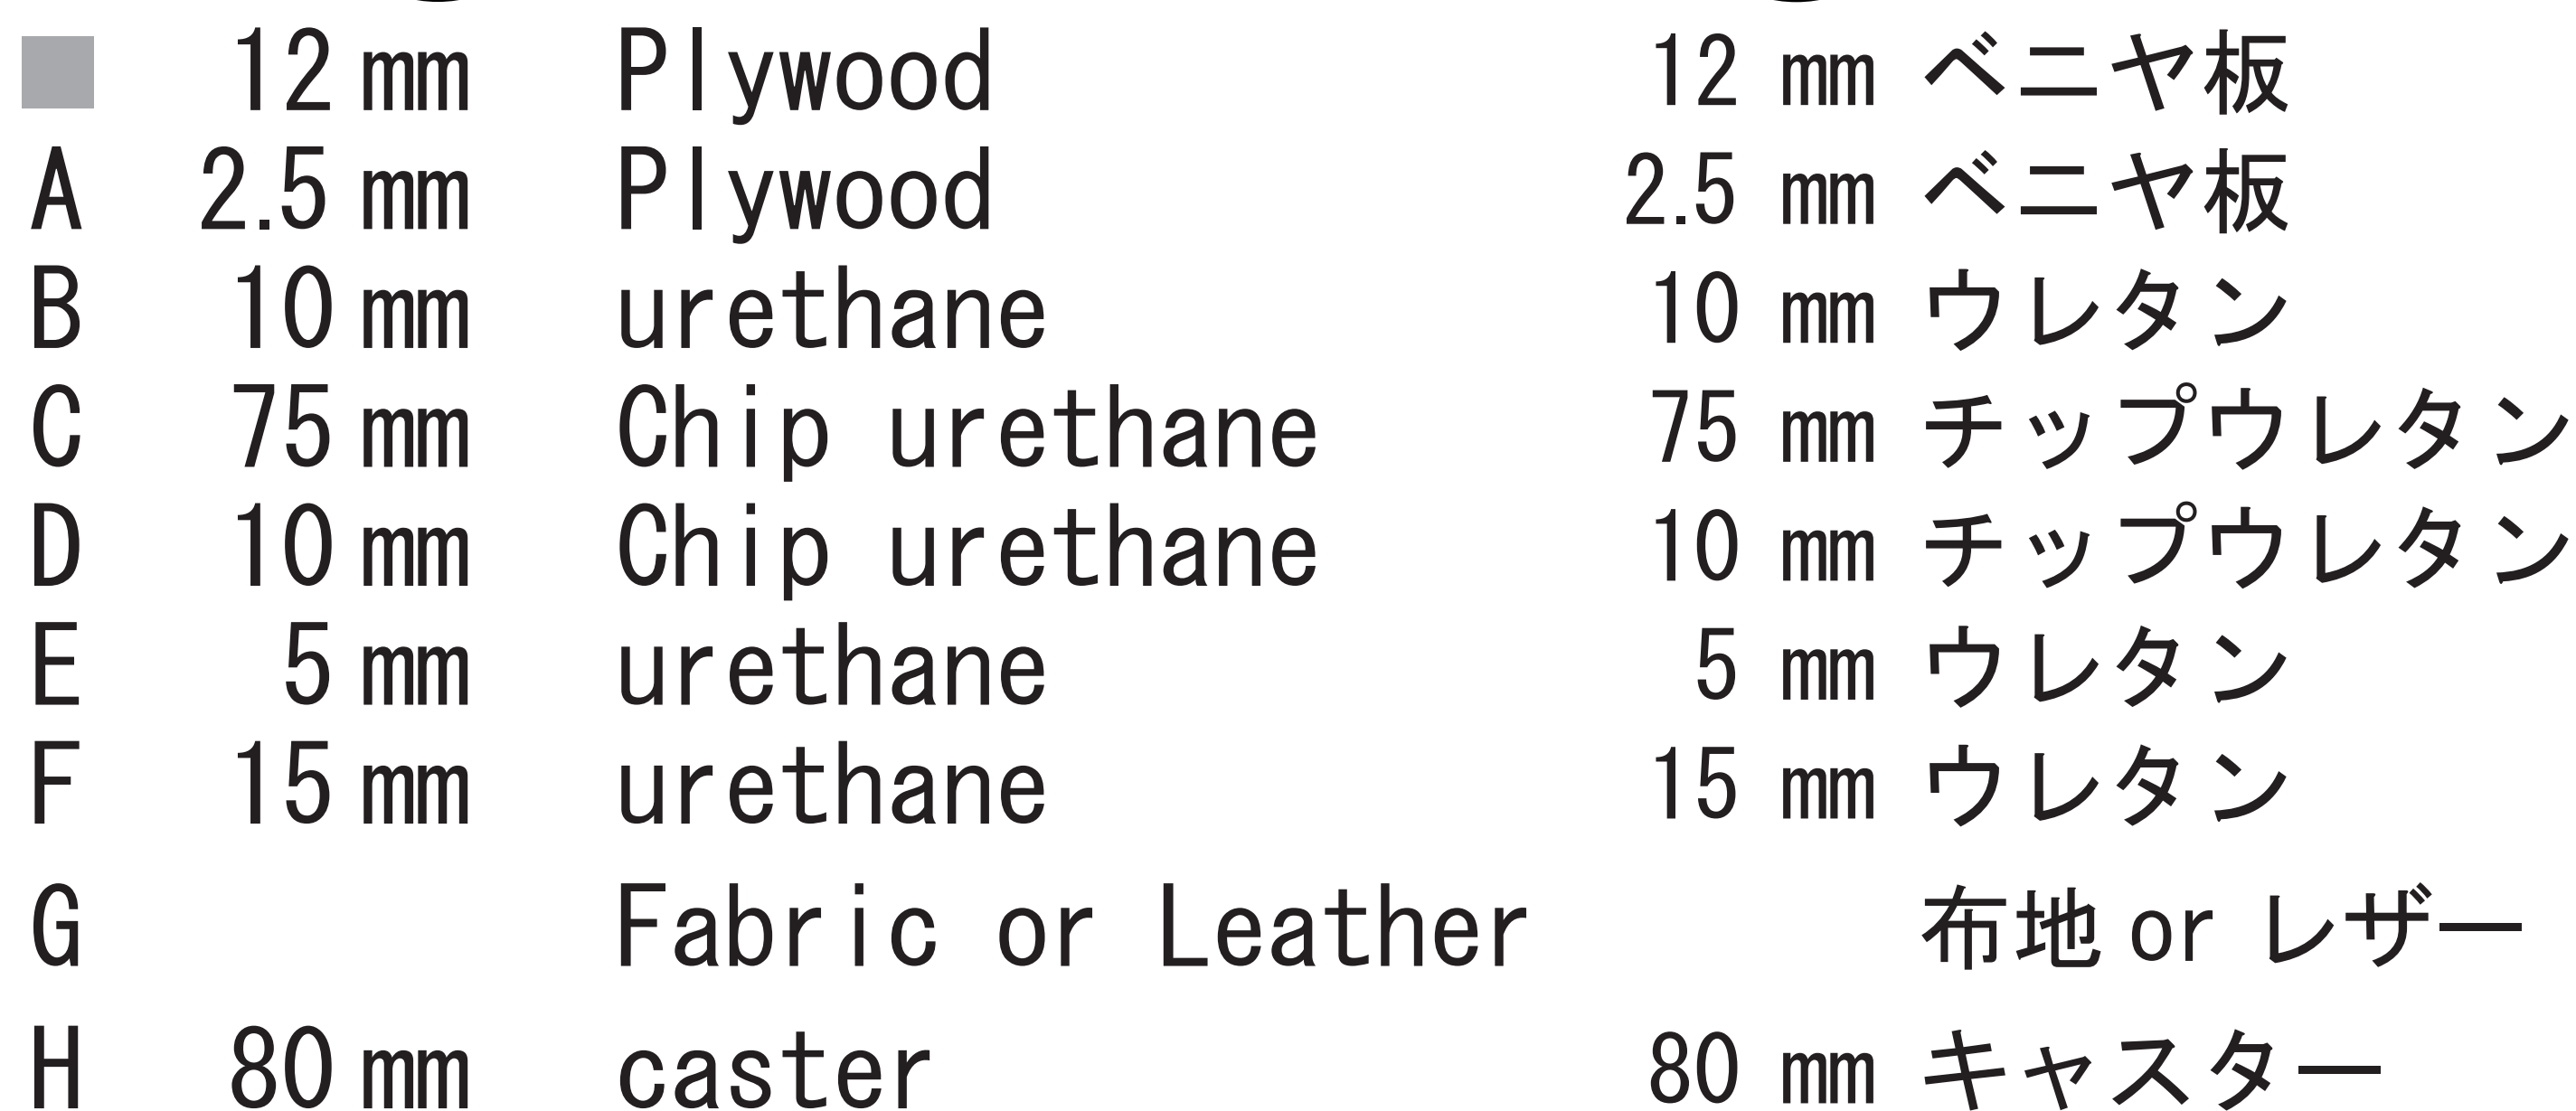 12 mm Plywood 12 mm ベニヤ板
A 2.5 mm Plywood 2.5 mm ベニヤ板
B 10 mm urethane 10 mm ウレタン
C 75 mm Chip urethane 75 mm チップウレタン
D 10 mm Chip urethane 10 mm チップウレタン
E 5 mm urethane 5 mm ウレタン
F 15 mm urethane 15 mm ウレタン
G Fabric or Leather 布地 or レザー
H 80 mm caster 80 mm キャスター